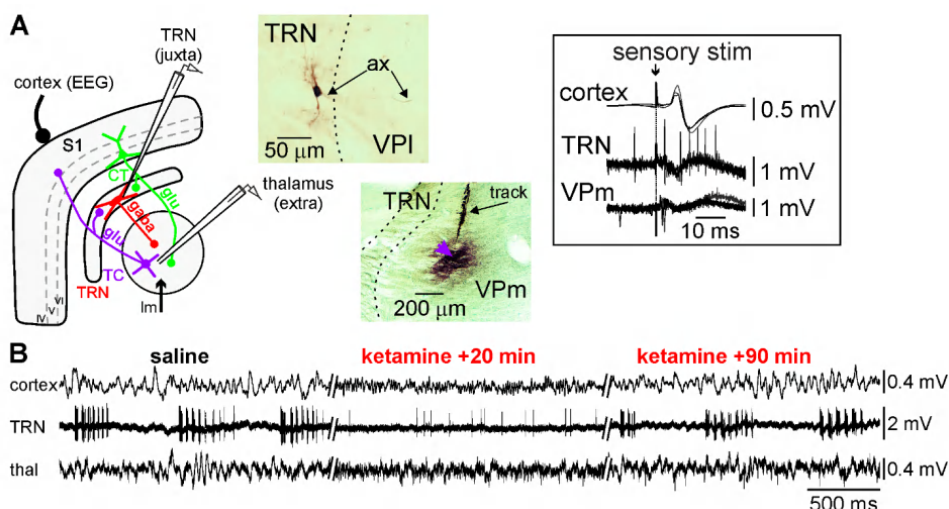 A
TRN
(juxta)
cortex (EEG)
S1
CT
glu
gaba
glu
TC
TRN
lm
IV V VI
thalamus
(extra)
TRN
ax
50 μm
VPl
TRN
track
200 μm
VPm
sensory stim
cortex
0.5 mV
TRN
1 mV
VPm
1 mV
10 ms
B
saline
ketamine +20 min
ketamine +90 min
cortex
0.4 mV
TRN
2 mV
thal
0.4 mV
500 ms